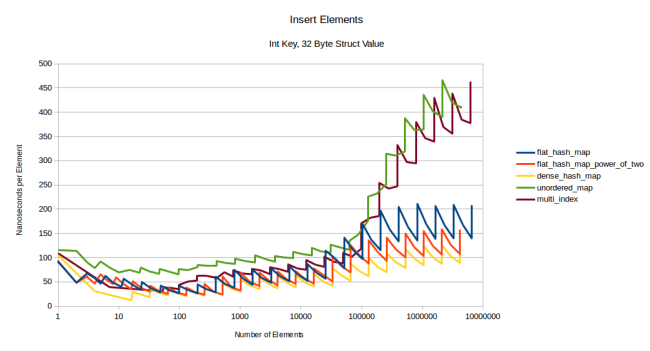 Insert Elements
Int Key, 32 Byte Struct Value
500
450
400
350
300
250
200
150
100
50
0
Nanoseconds per Element
1
10
100
1000
10000
100000
1000000
10000000
Number of Elements
flat_hash_map
flat_hash_map_power_of_two
dense_hash_map
unordered_map
multi_index